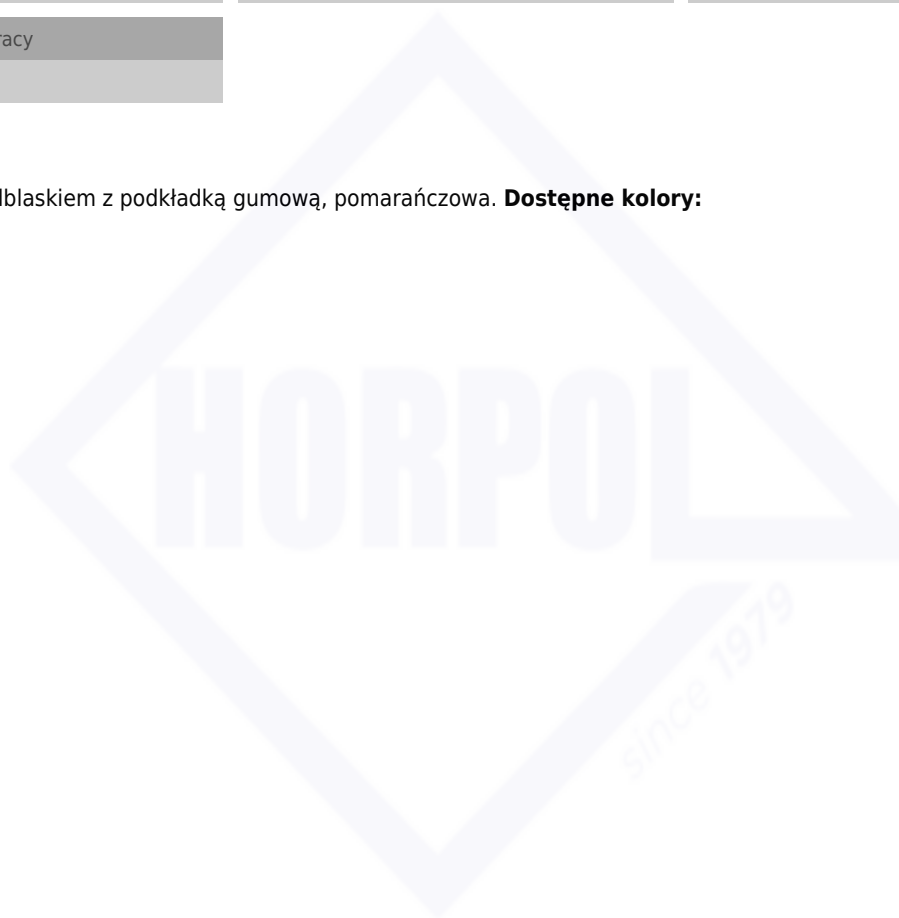 racy
dblaskiem z podkładką gumową, pomarańczowa. Dostępne kolory:
HORPOL
since 1979